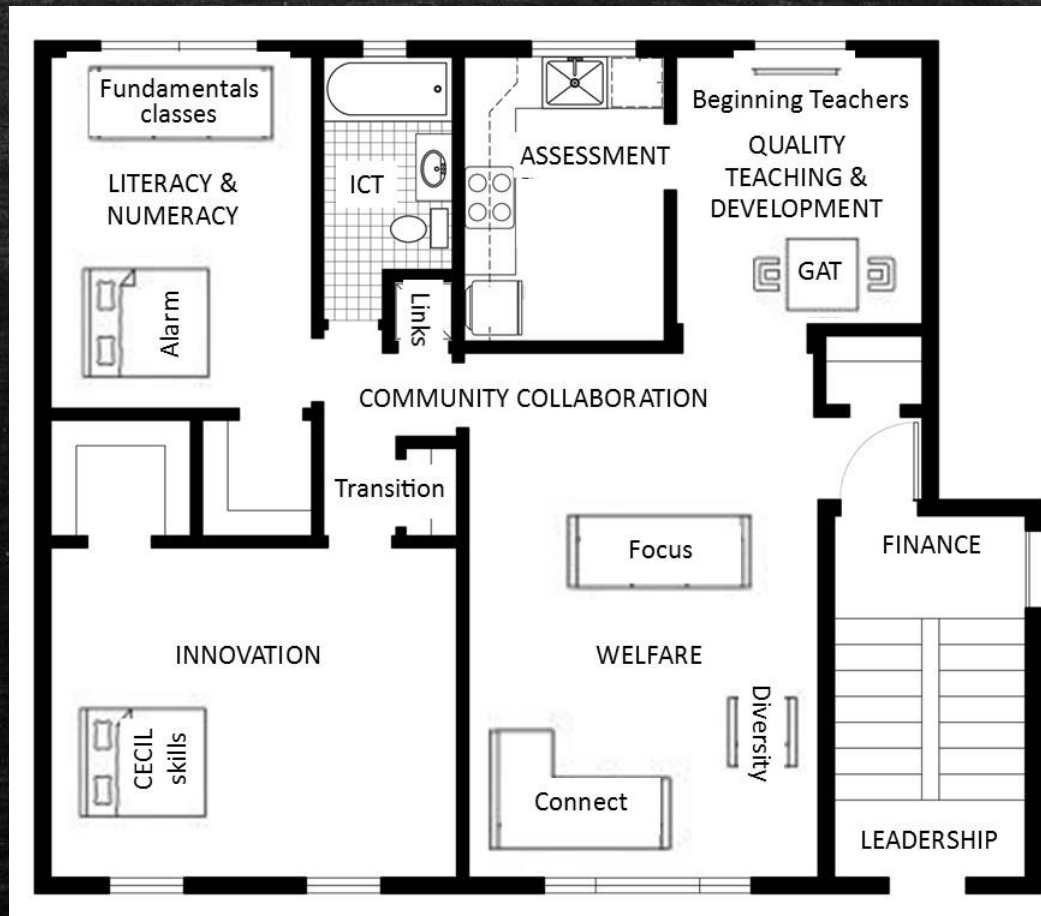 Fundamentals
classes
Beginning Teachers
LITERACY &
NUMERACY
ICT
ASSESSMENT
QUALITY
TEACHING &
DEVELOPMENT
GAT
Alarm
Links
COMMUNITY COLLABORATION
Transition
Focus
FINANCE
INNOVATION
WELFARE
Diversity
CECIL
skills
Connect
LEADERSHIP